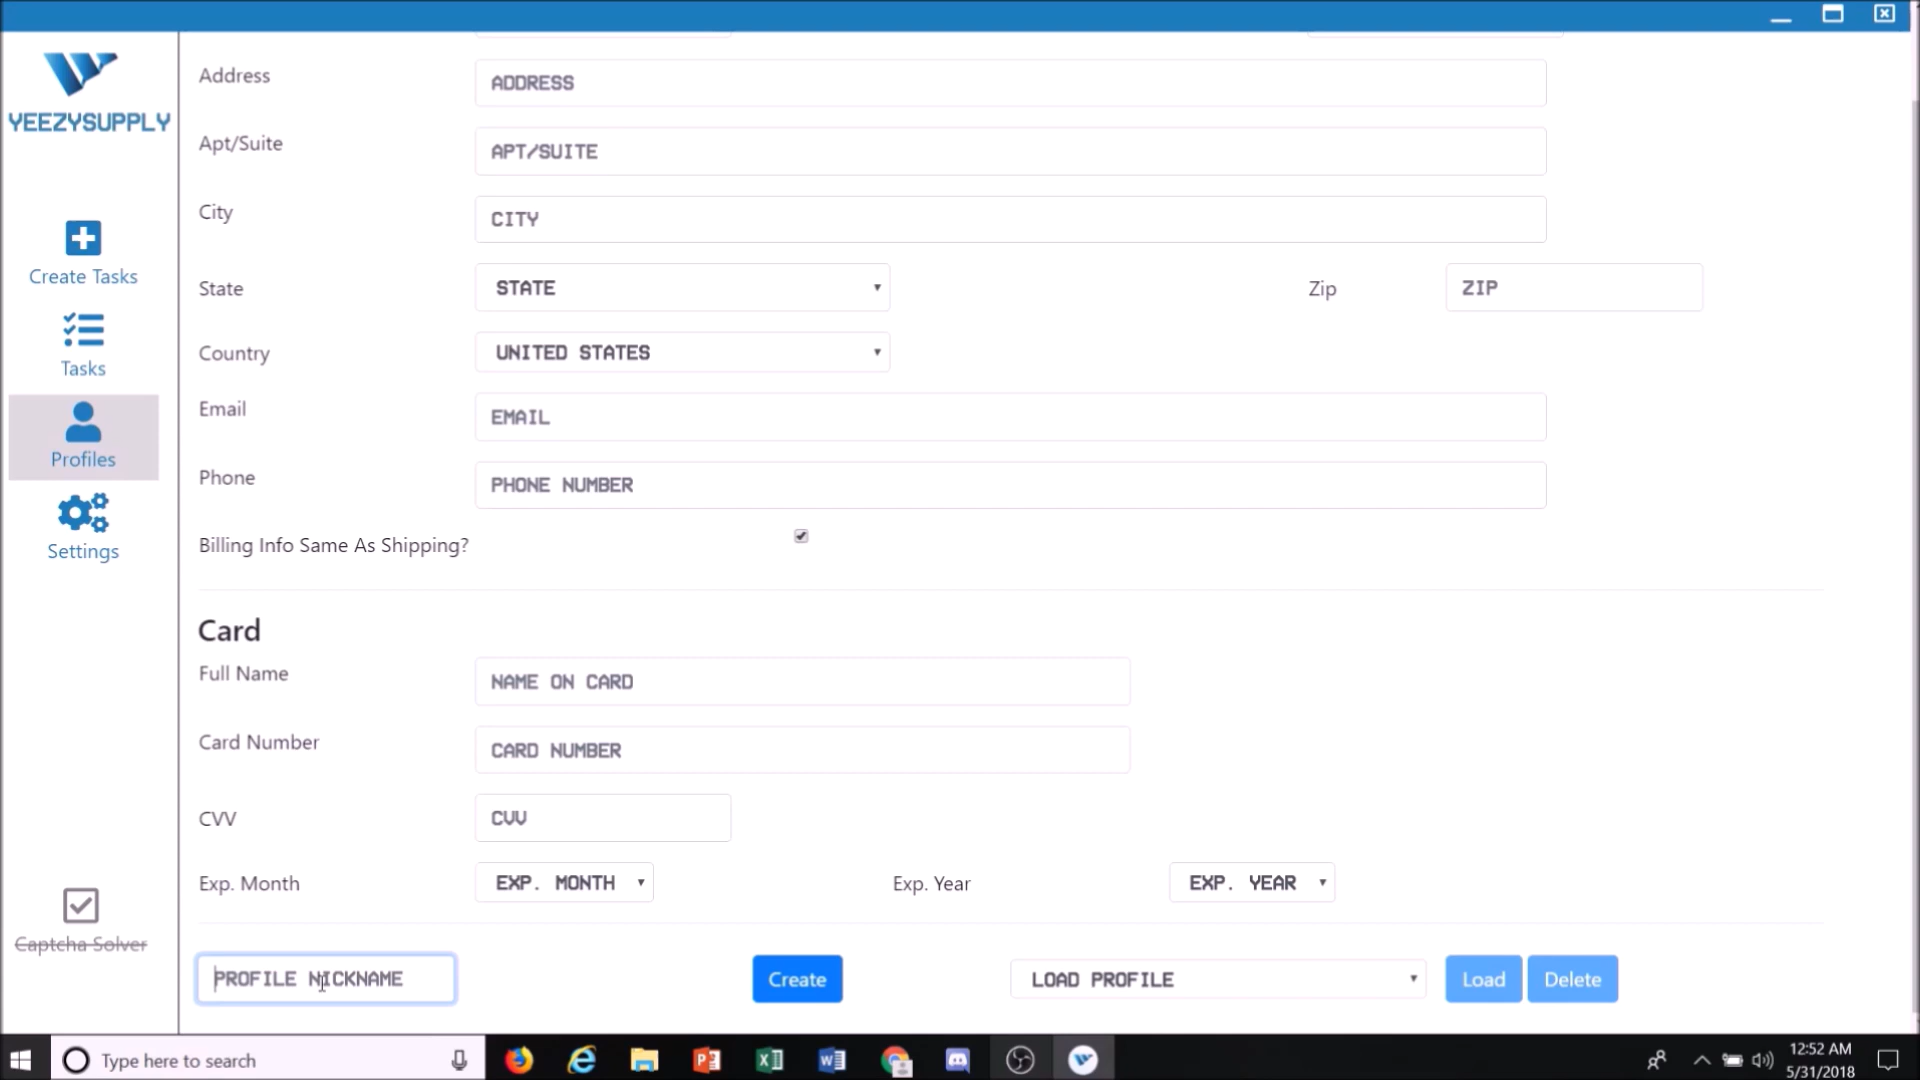 YEEZYSUPPLY
Create Tasks
Tasks
Profiles
Settings
Captcha Solver
Address
ADDRESS
Apt/Suite
APT/SUITE
City
CITY
State
STATE
Zip
ZIP
Country
UNITED STATES
Email
EMAIL
Phone
PHONE NUMBER
Billing Info Same As Shipping?
Card
Full Name
NAME ON CARD
Card Number
CARD NUMBER
CVV
CVV
Exp. Month
EXP. MONTH
Exp. Year
EXP. YEAR
PROFILE NICKNAME
Create
LOAD PROFILE
Load
Delete
Type here to search
12:52 AM
5/31/2018